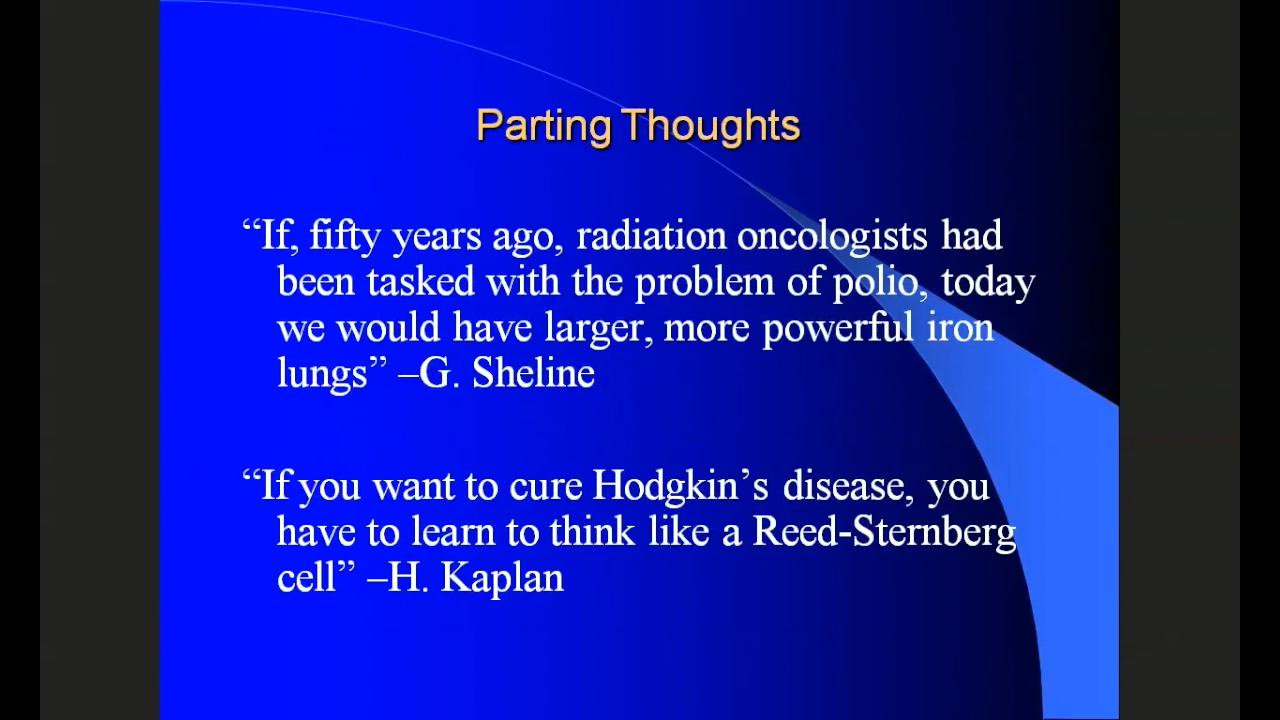 Parting Thoughts
“If, fifty years ago, radiation oncologists had
been tasked with the problem of polio, today
we would have larger, more powerful iron
lungs” –G. Sheline
“If you want to cure Hodgkin’s disease, you
have to learn to think like a Reed-Sternberg
cell” –H. Kaplan